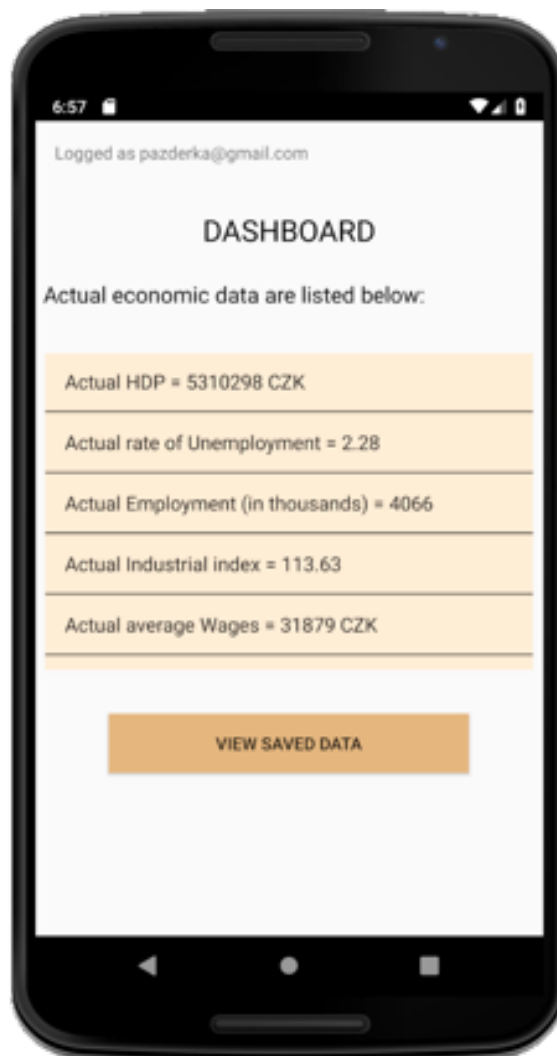 6:57
Logged as pazderka@gmail.com
DASHBOARD
Actual economic data are listed below:
Actual HDP = 5310298 CZK
Actual rate of Unemployment = 2.28
Actual Employment (in thousands) = 4066
Actual Industrial index = 113.63
Actual average Wages = 31879 CZK
VIEW SAVED DATA